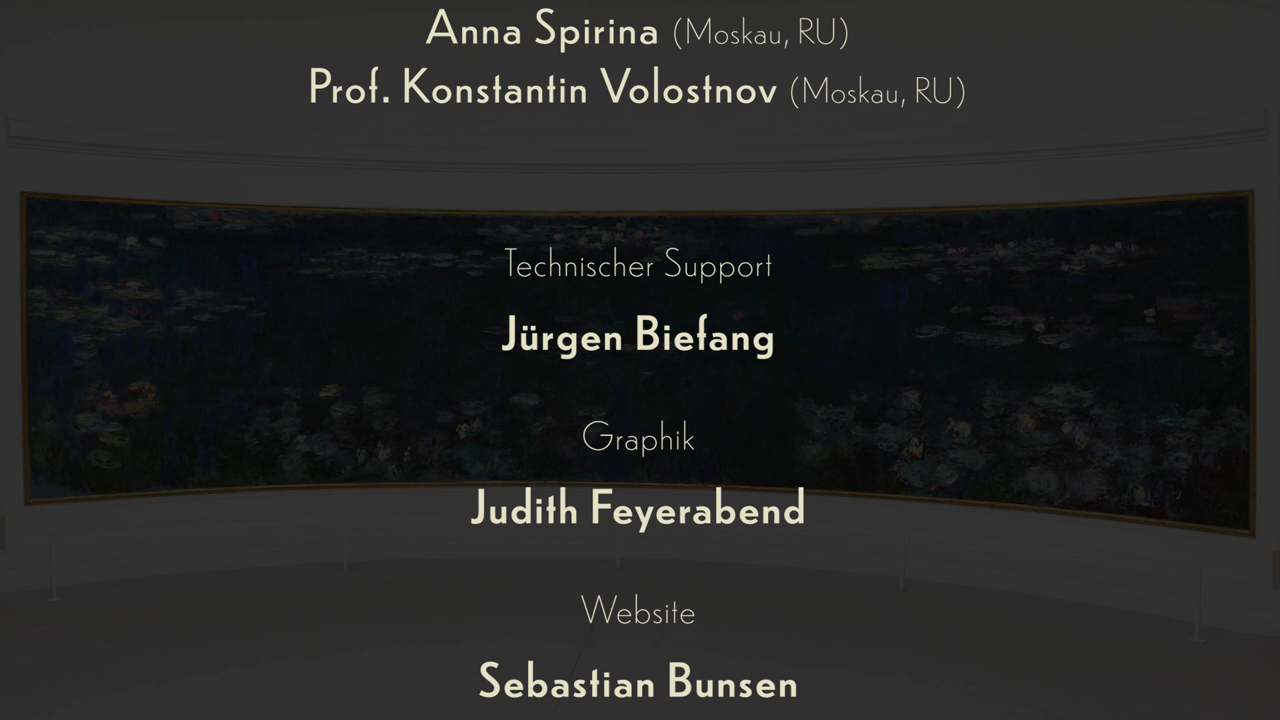 Anna Spirina (Moskau, RU)
Prof. Konstantin Volostnov (Moskau, RU)
Technischer Support
Jürgen Biefang
Graphik
Judith Feyerabend
Website
Sebastian Bunsen